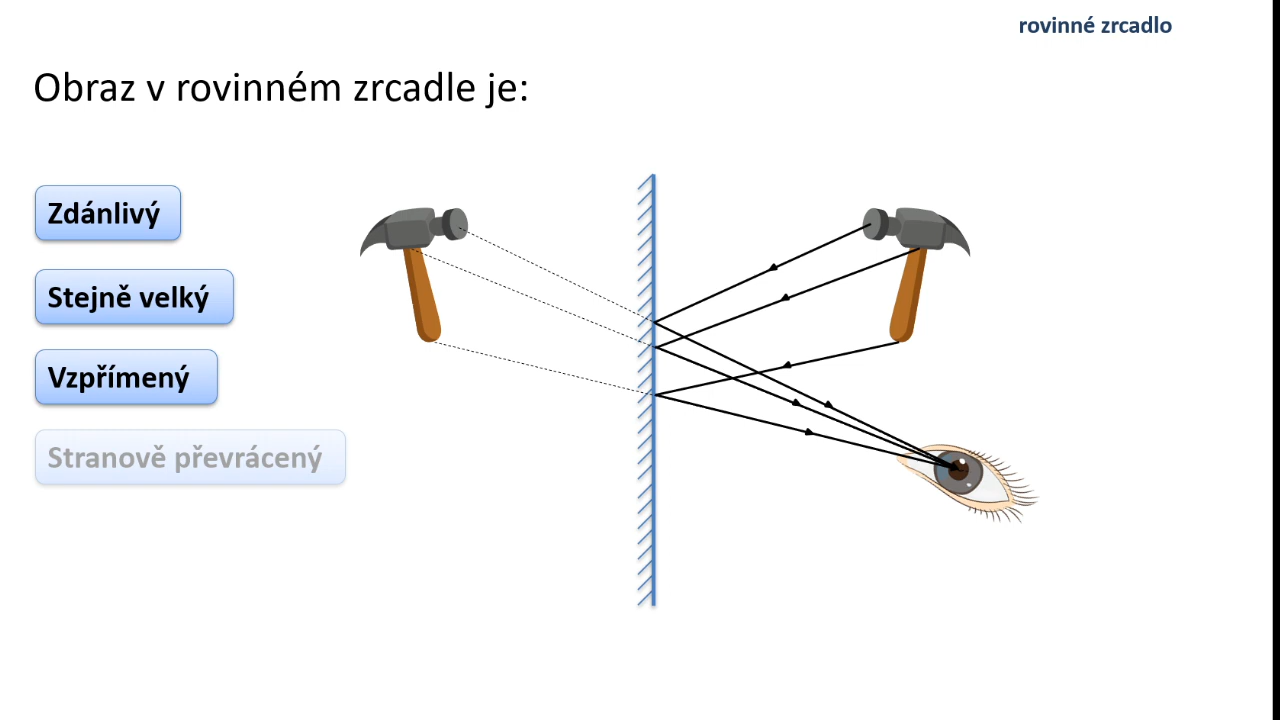 rovinné zrcadlo
Obraz v rovinném zrcadle je:
Zdánlivý
Stejně velký
Vzpřímený
Stranově převrácený